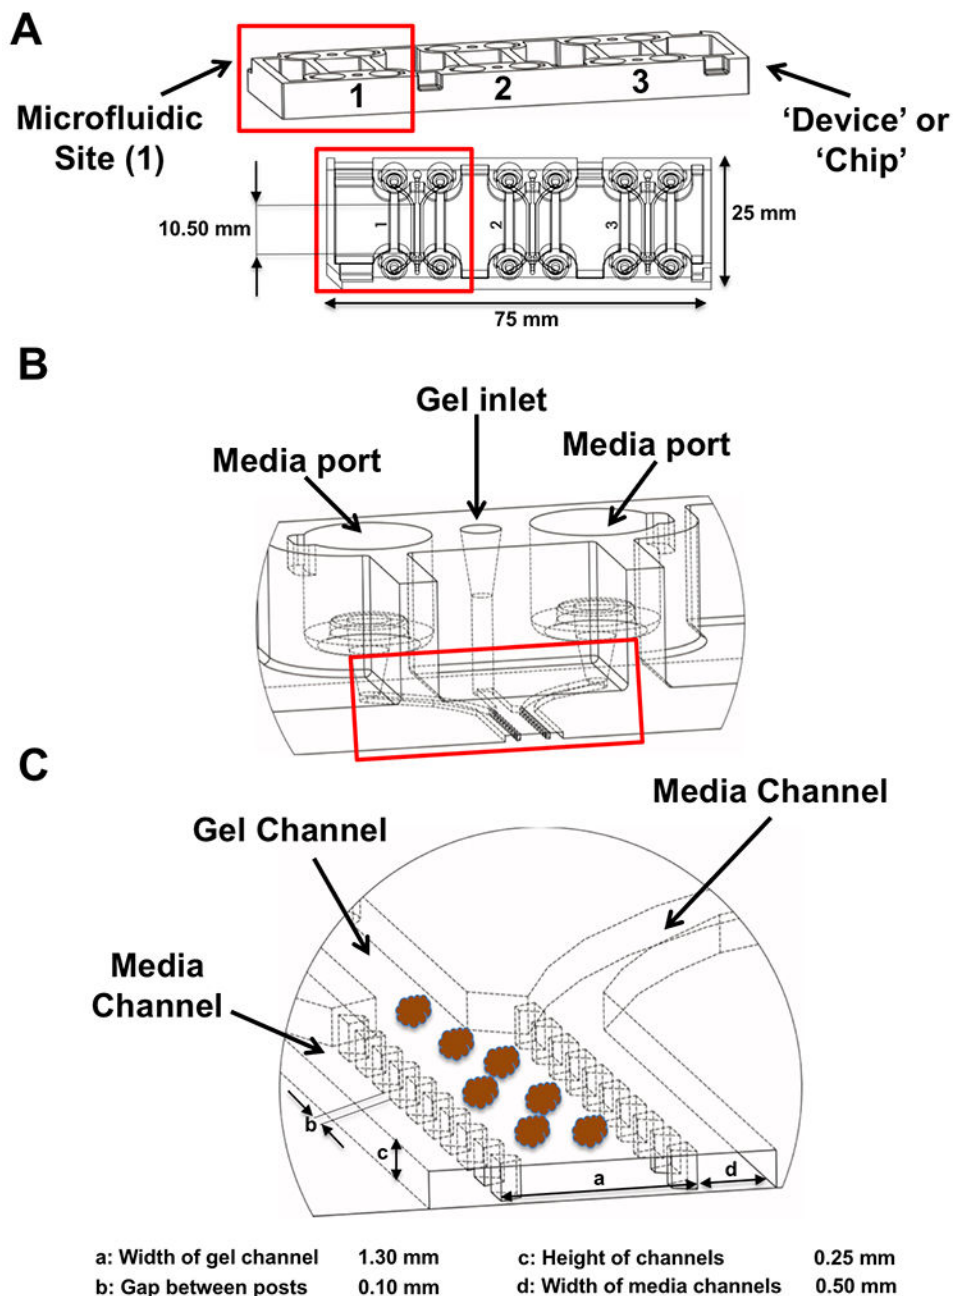 A
1
2
3
Microfluidic
Site (1)
'Device' or
'Chip'
10.50 mm
1
2
3
25 mm
75 mm
B
Gel inlet
Media port
Media port
C
Media Channel
Gel Channel
Media
Channel
b
c
a
d
a: Width of gel channel 1.30 mm
c: Height of channels 0.25 mm
b: Gap between posts 0.10 mm
d: Width of media channels 0.50 mm